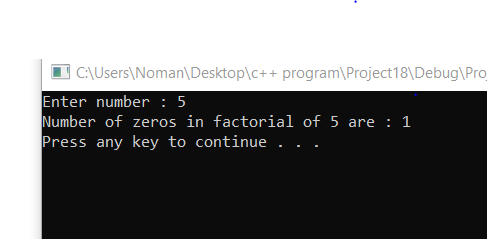 C:\Users\Noman\Desktop\c++ program\Project18\Debug\Proj
Enter number : 5
Number of zeros in factorial of 5 are : 1
Press any key to continue . . .